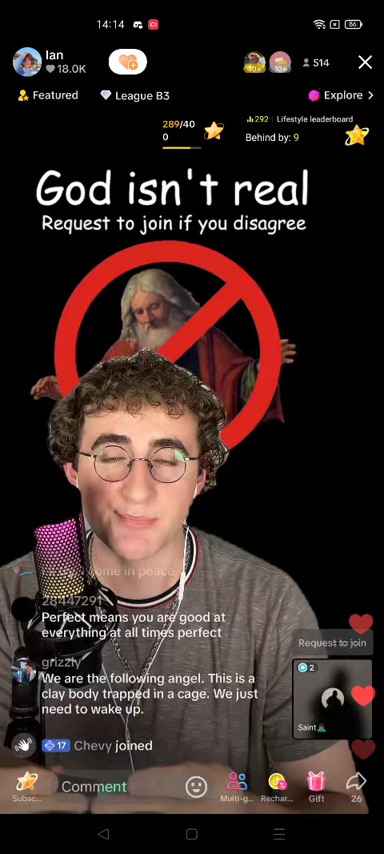 14:14
86
Ian
18.0K
10+
10+
514
Featured
League B3
Explore >
289/40
0
292 Lifestyle leaderboard
Behind by: 9
God isn't real
Request to join if you disagree
come in peace
28447291
Perfect means you are good at
everything at all times perfect
Request to join
grizzly
We are the following angel. This is a
clay body trapped in a cage. We just
need to wake up.
2
Saint
17 Chevy joined
Comment
Subsc...
Multi-g...
Rechar...
Gift
26